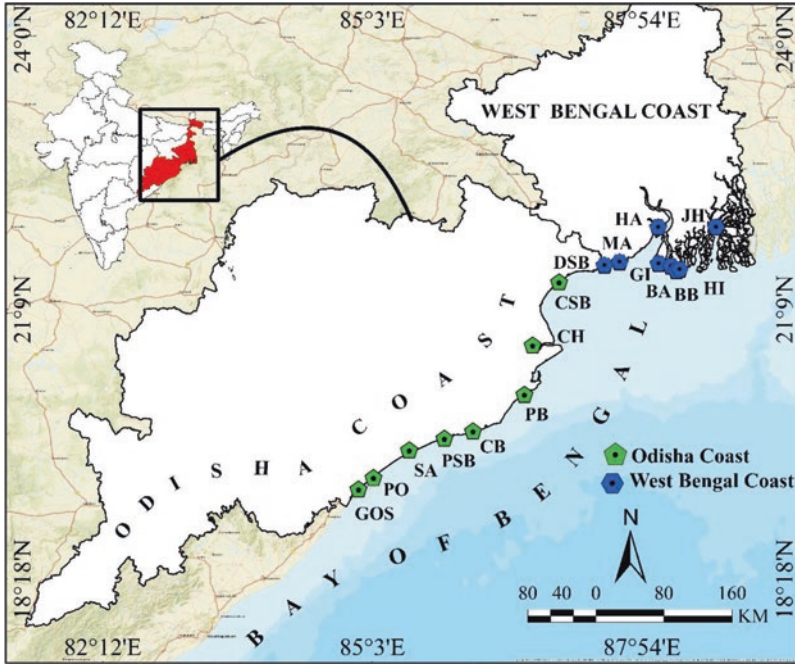 82°12'E 85°3'E 87°54'E
24°0'N 24°0'N
WEST BENGAL COAST
HA JH
MA
DSB GI
BA BB HI
CSB
21°9'N 21°9'N
CH
PB
CB
PSB
SA
PO
GOS
ODISHA COAST
BAY OF BENGAL
Odisha Coast
West Bengal Coast
N
18°18'N 18°18'N
80 40 0 80 160
KM
82°12'E 85°3'E 87°54'E